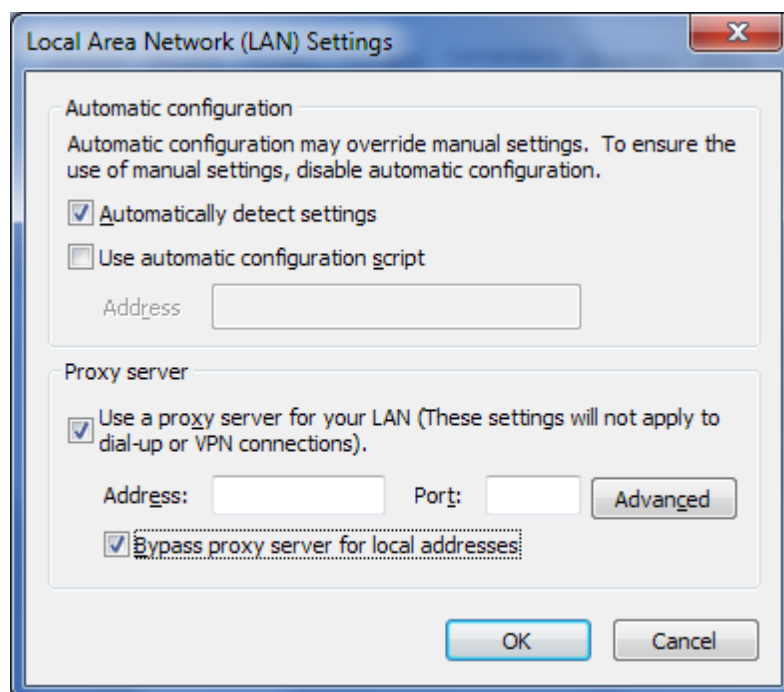 Local Area Network (LAN) Settings
Automatic configuration
Automatic configuration may override manual settings. To ensure the
use of manual settings, disable automatic configuration.
Automatically detect settings
Use automatic configuration script
Address
Proxy server
Use a proxy server for your LAN (These settings will not apply to
dial-up or VPN connections).
Address: Port: Advanced
Bypass proxy server for local addresses
OK Cancel